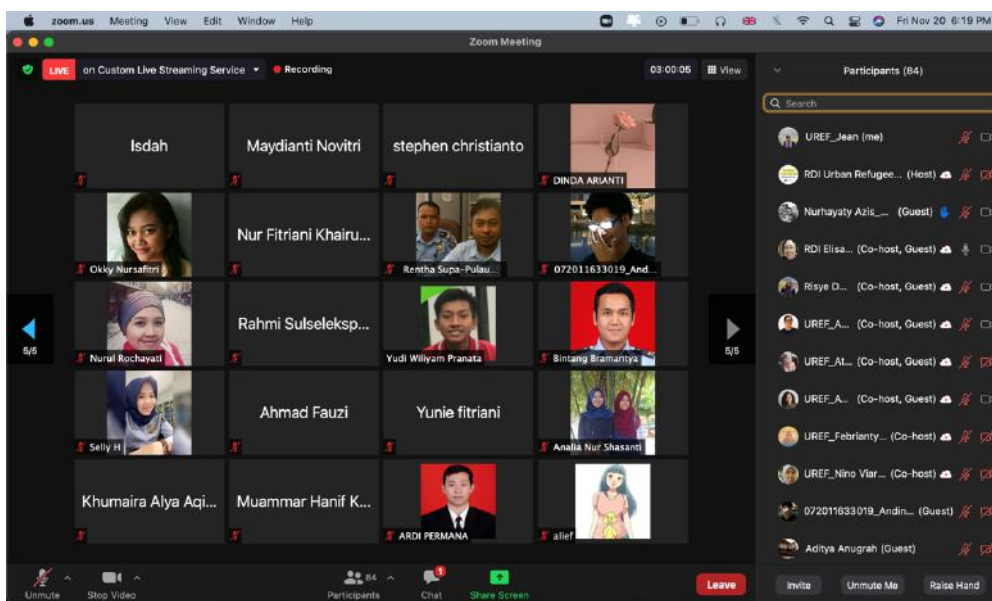 zoom.us Meeting View Edit Window Help Fri Nov 20 6:19 PM
Zoom Meeting
LIVE on Custom Live Streaming Service Recording 03:00:05 View Participants (84)
Search
Isdah Maydianti Novitri stephen christianto DINDA ARIANTI
Okky Nursafitri Nur Fitriani Khairu... Rentha Supa-Pulau... 072011633019_And...
Nurul Rochayati Rahmi Sulseleksp... Yudi Wiliyam Pranata Bintang Bramantya
5/5 5/5
Selly H Ahmad Fauzi Yunie fitriani Analia Nur Shasanti
Khumaira Alya Aqi... Muammar Hanif K... ARDI PERMANA alief
UREF_Jean (me)
RDI Urban Refugee... (Host)
Nurhayaty Azis_... (Guest)
RDI Elisa... (Co-host, Guest)
Risye D... (Co-host, Guest)
UREF_A... (Co-host, Guest)
UREF_At... (Co-host, Guest)
UREF_A... (Co-host, Guest)
UREF_Febrianty... (Co-host)
UREF_Nino Viar... (Co-host)
072011633019_Andin... (Guest)
Aditya Anugrah (Guest)
Unmute Stop Video Participants 84 Chat 1 Share Screen Leave
Invite Unmute Me Raise Hand